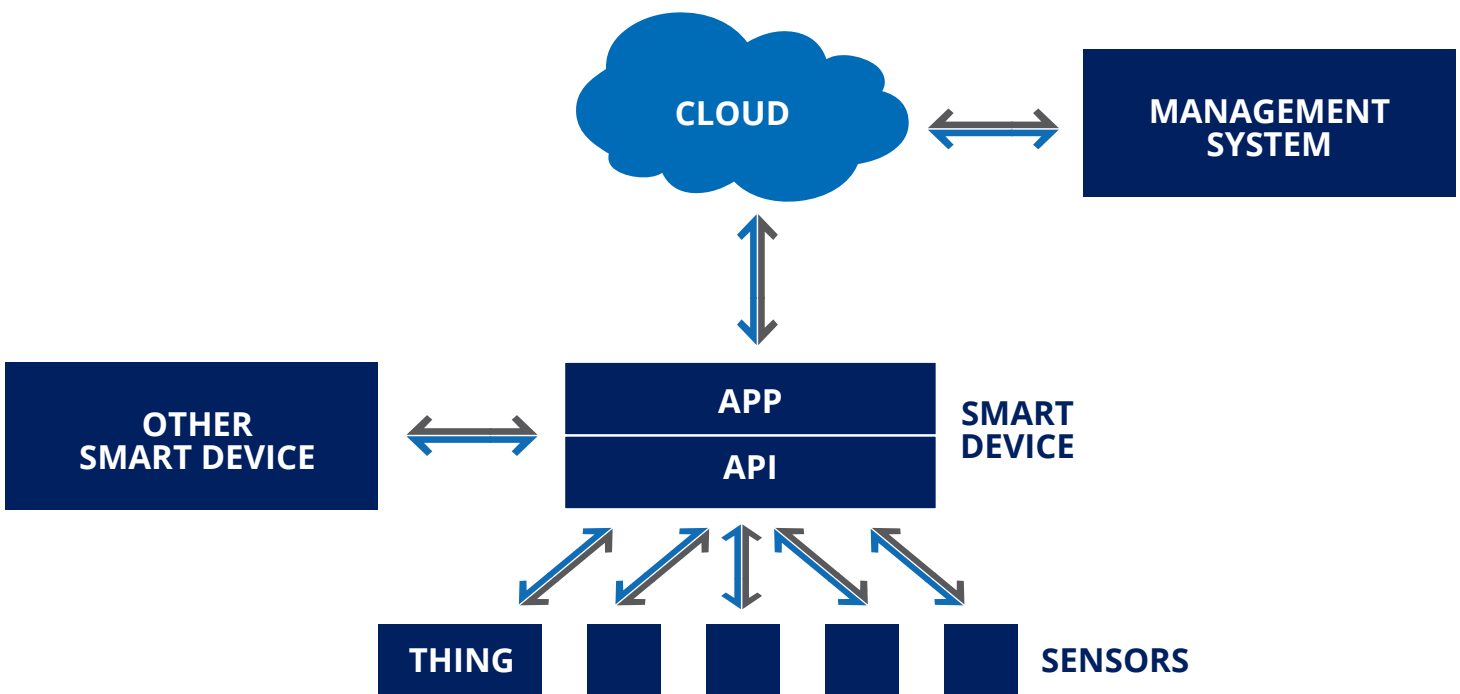 CLOUD
MANAGEMENT
SYSTEM
OTHER
SMART DEVICE
APP
API
SMART
DEVICE
THING
SENSORS